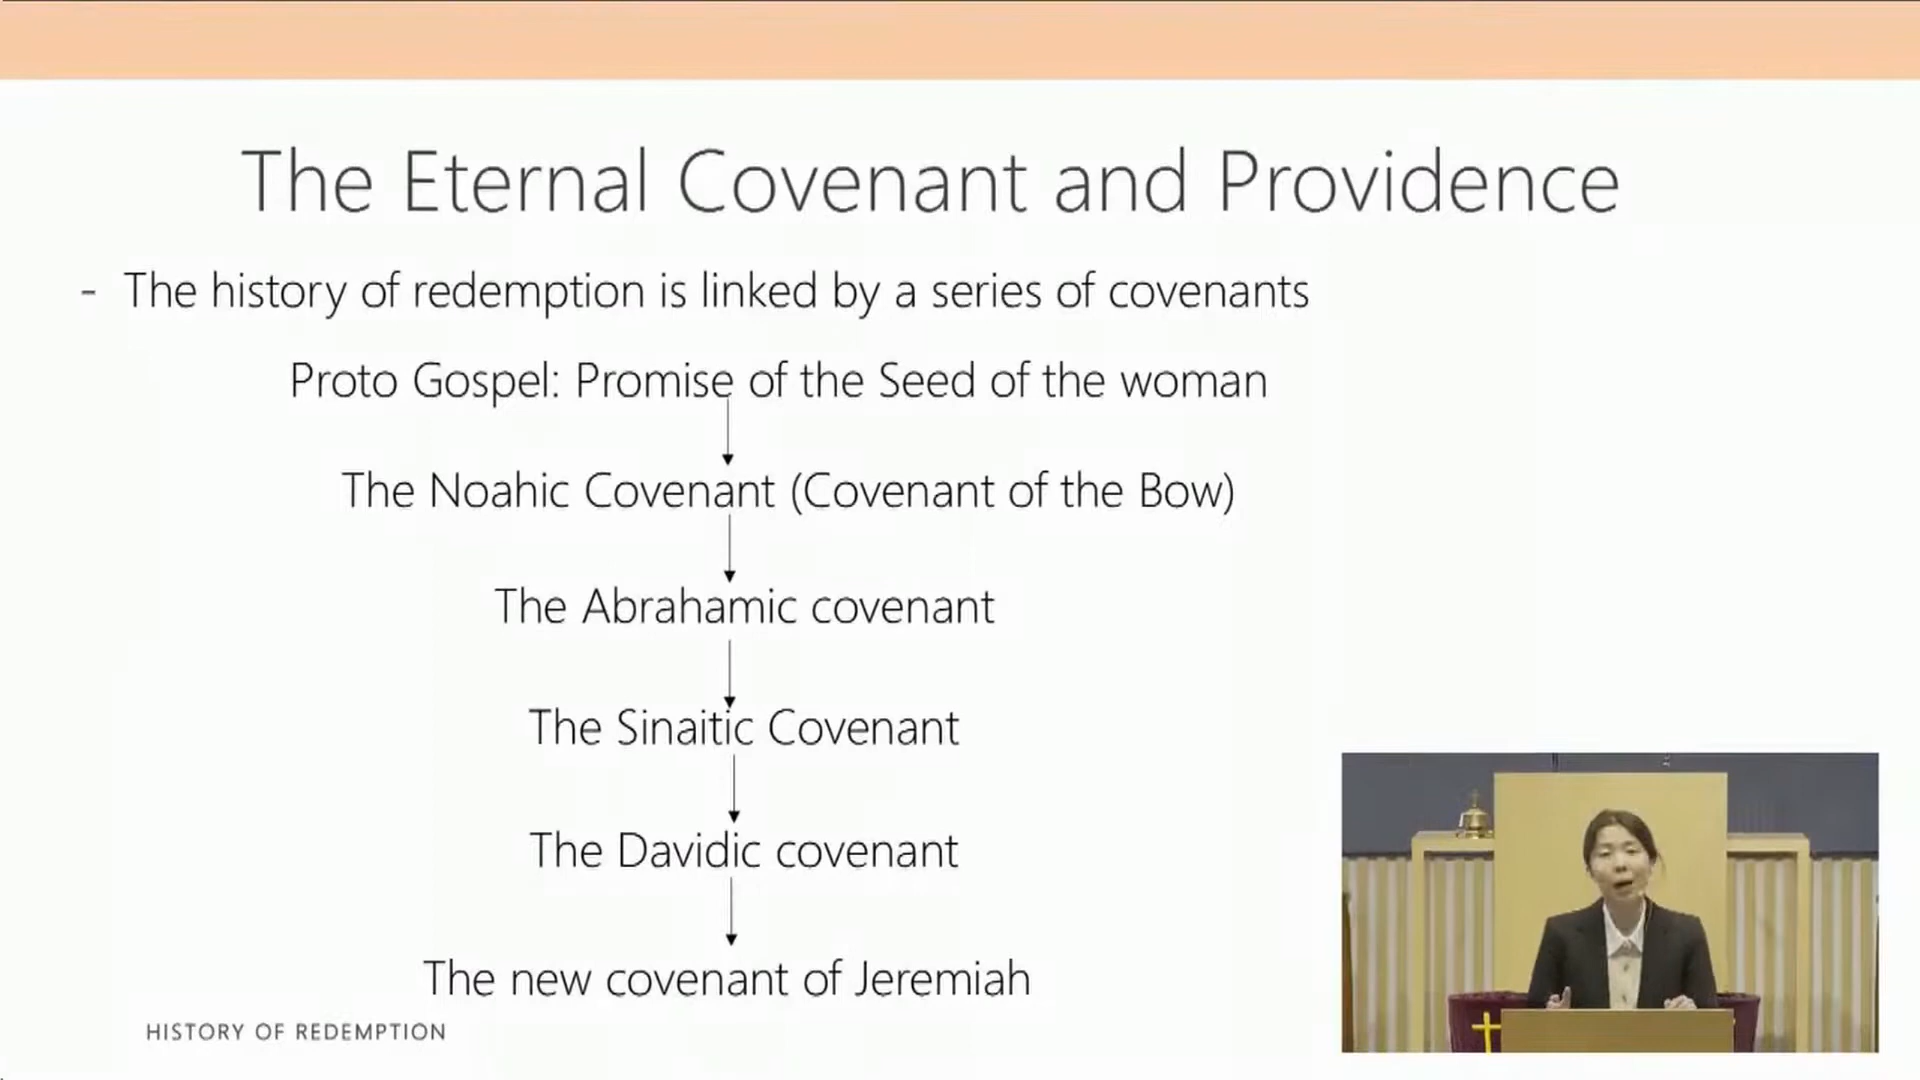 The Eternal Covenant and Providence
- The history of redemption is linked by a series of covenants
Proto Gospel: Promise of the Seed of the woman
The Noahic Covenant (Covenant of the Bow)
The Abrahamic covenant
The Sinaitic Covenant
The Davidic covenant
The new covenant of Jeremiah
HISTORY OF REDEMPTION